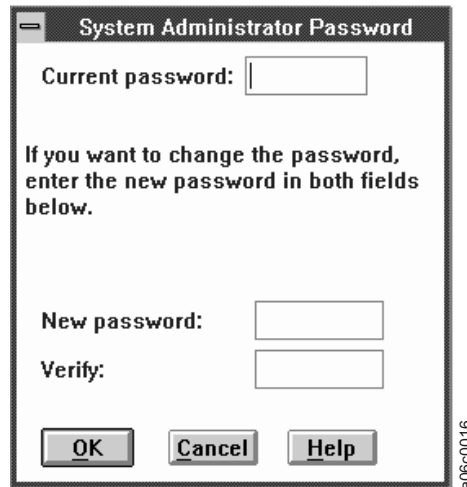 System Administrator Password
Current password:
If you want to change the password,
enter the new password in both fields
below.
New password:
Verify:
OK Cancel Help
a06c0016